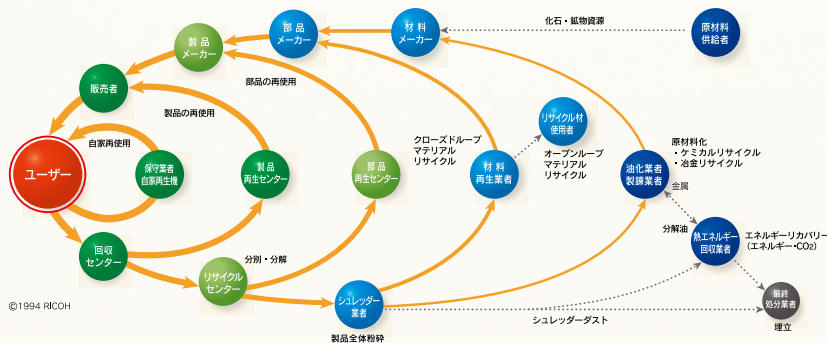 部品
メーカー
材料
メーカー
化石・鉱物資源
原材料
供給者
製品
メーカー
部品の再使用
販売者
製品の再使用
自家再使用
ユーザー
保守業者
自家再生機
製品
再生センター
部品
再生センター
クローズドループ
マテリアル
リサイクル
材料
再生業者
リサイクル材
使用者
オープンループ
マテリアル
リサイクル
油化業者
製錬業者
原材料化
・ケミカルリサイクル
・冶金リサイクル
金属
分解油
熱エネルギー
回収業者
エネルギーリカバリー
(エネルギー・CO2)
回収
センター
分別・分解
リサイクル
センター
シュレッダー
業者
製品全体粉砕
シュレッダーダスト
最終
処分業者
埋立
©1994 RICOH